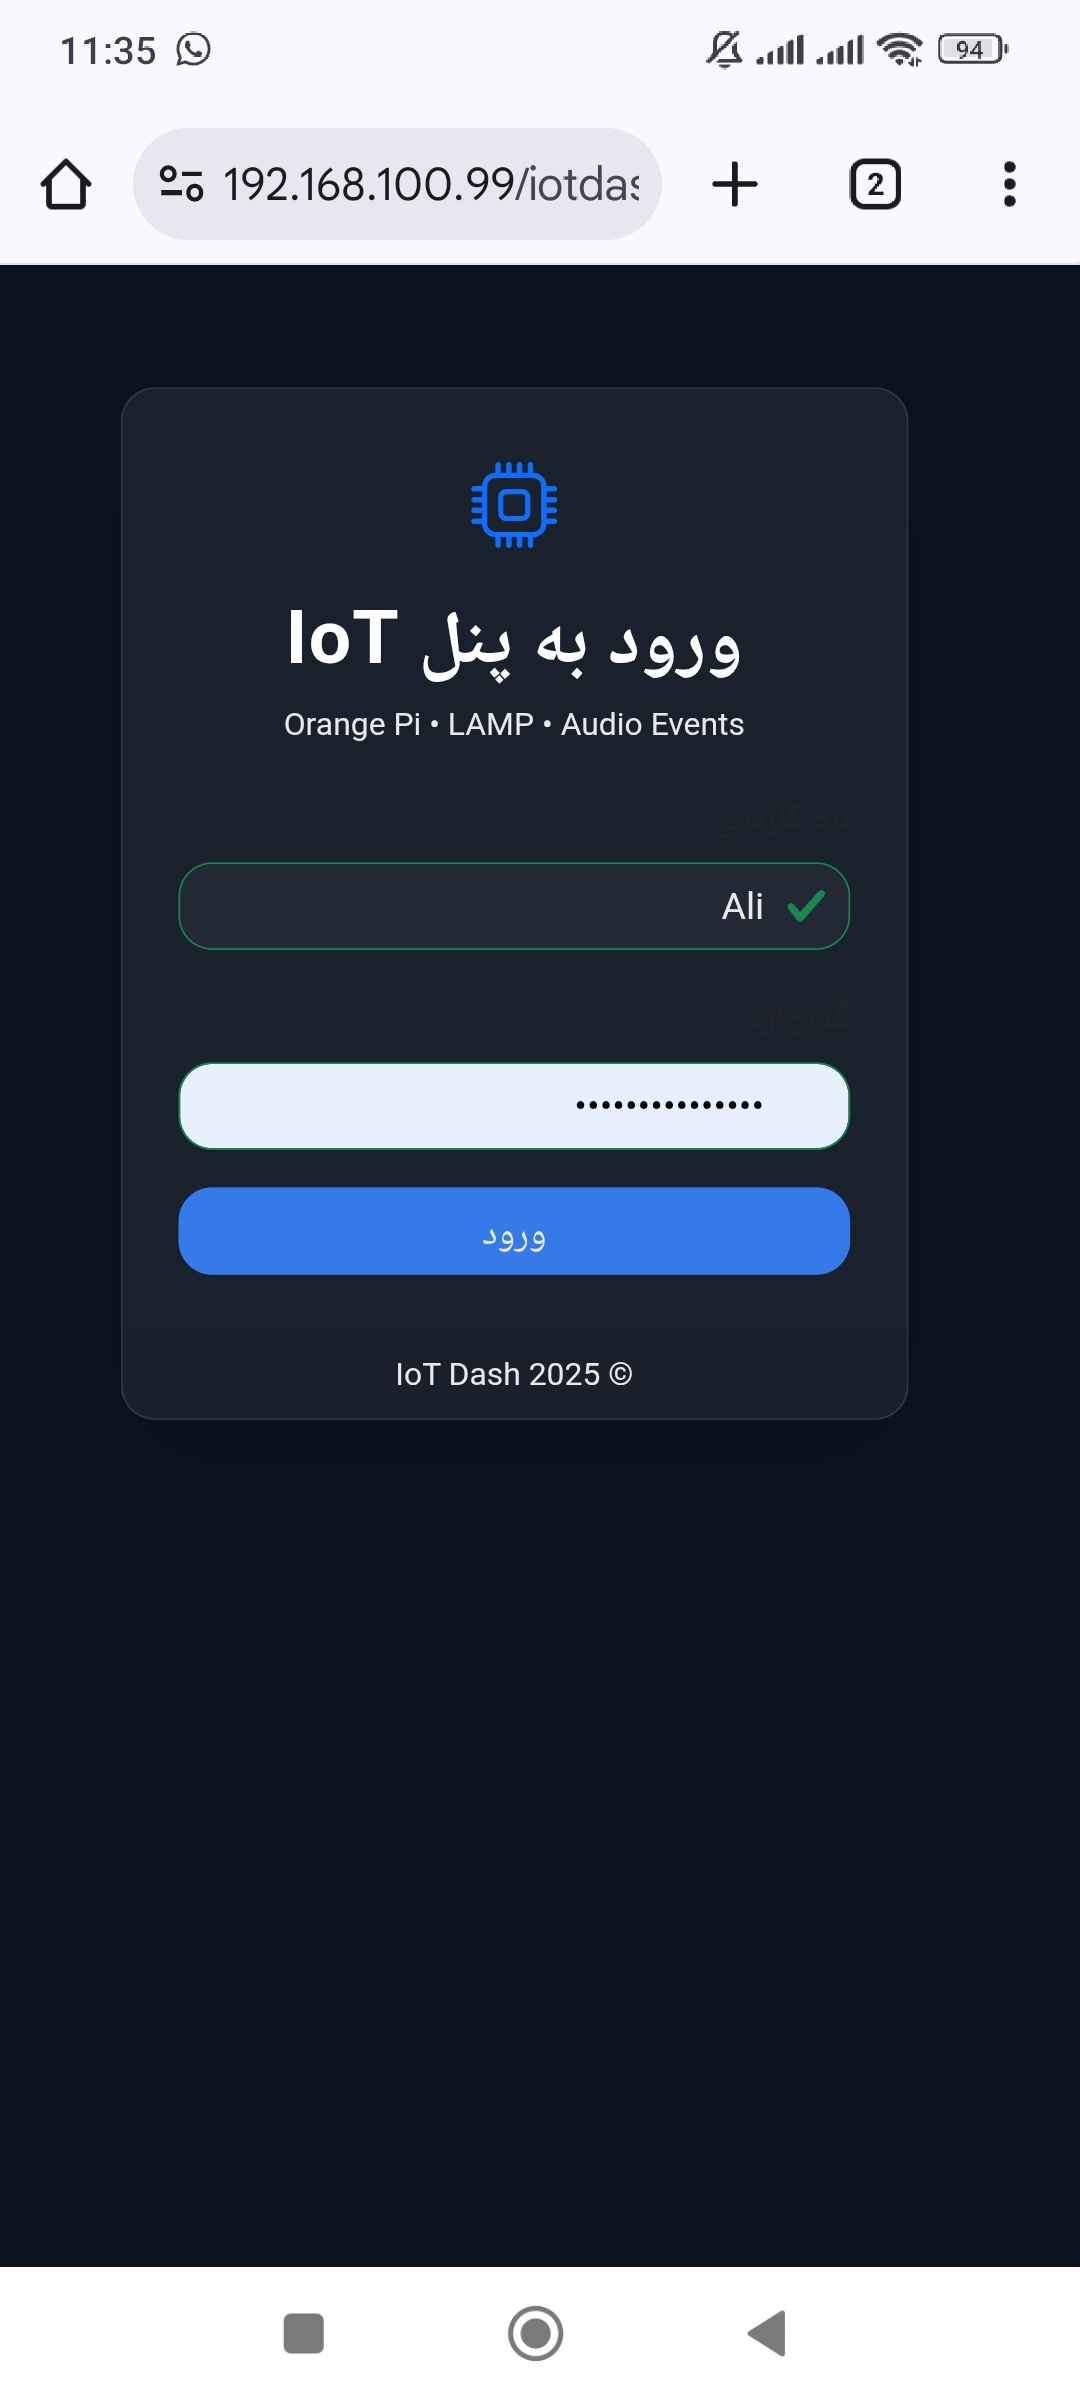 11:35
94
192.168.100.99/iotdas
2
ورود به پنل IoT
Orange Pi • LAMP • Audio Events
نام کاربری
Ali
گذرواژه
•••••••••••••••
ورود
IoT Dash 2025 ©